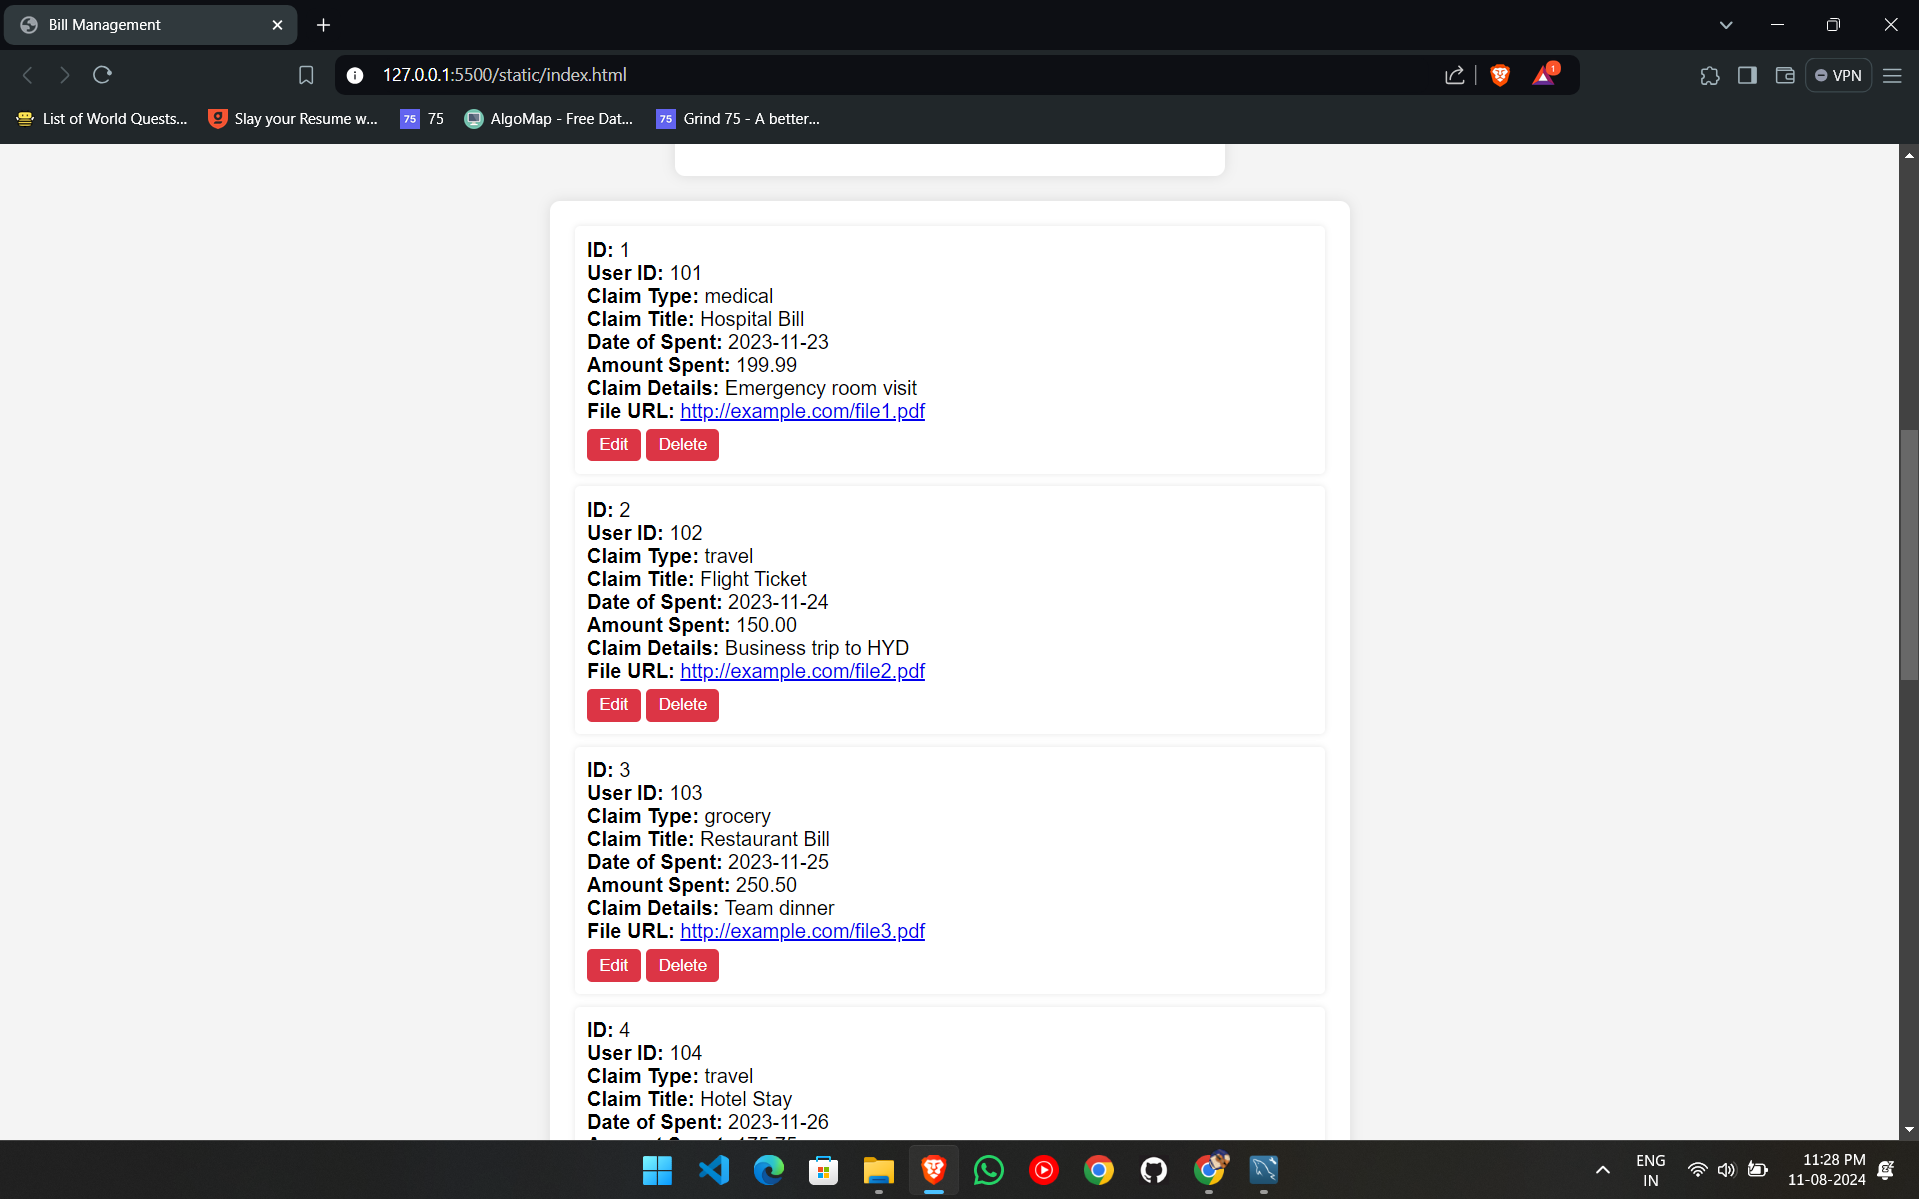 Bill Management
127.0.0.1:5500/static/index.html
1
VPN
List of World Quests...
Slay your Resume w...
75 75
AlgoMap - Free Dat...
75 Grind 75 - A better...
ID: 1
User ID: 101
Claim Type: medical
Claim Title: Hospital Bill
Date of Spent: 2023-11-23
Amount Spent: 199.99
Claim Details: Emergency room visit
File URL: http://example.com/file1.pdf
Edit Delete
ID: 2
User ID: 102
Claim Type: travel
Claim Title: Flight Ticket
Date of Spent: 2023-11-24
Amount Spent: 150.00
Claim Details: Business trip to HYD
File URL: http://example.com/file2.pdf
Edit Delete
ID: 3
User ID: 103
Claim Type: grocery
Claim Title: Restaurant Bill
Date of Spent: 2023-11-25
Amount Spent: 250.50
Claim Details: Team dinner
File URL: http://example.com/file3.pdf
Edit Delete
ID: 4
User ID: 104
Claim Type: travel
Claim Title: Hotel Stay
Date of Spent: 2023-11-26
ENG
IN
11:28 PM
11-08-2024